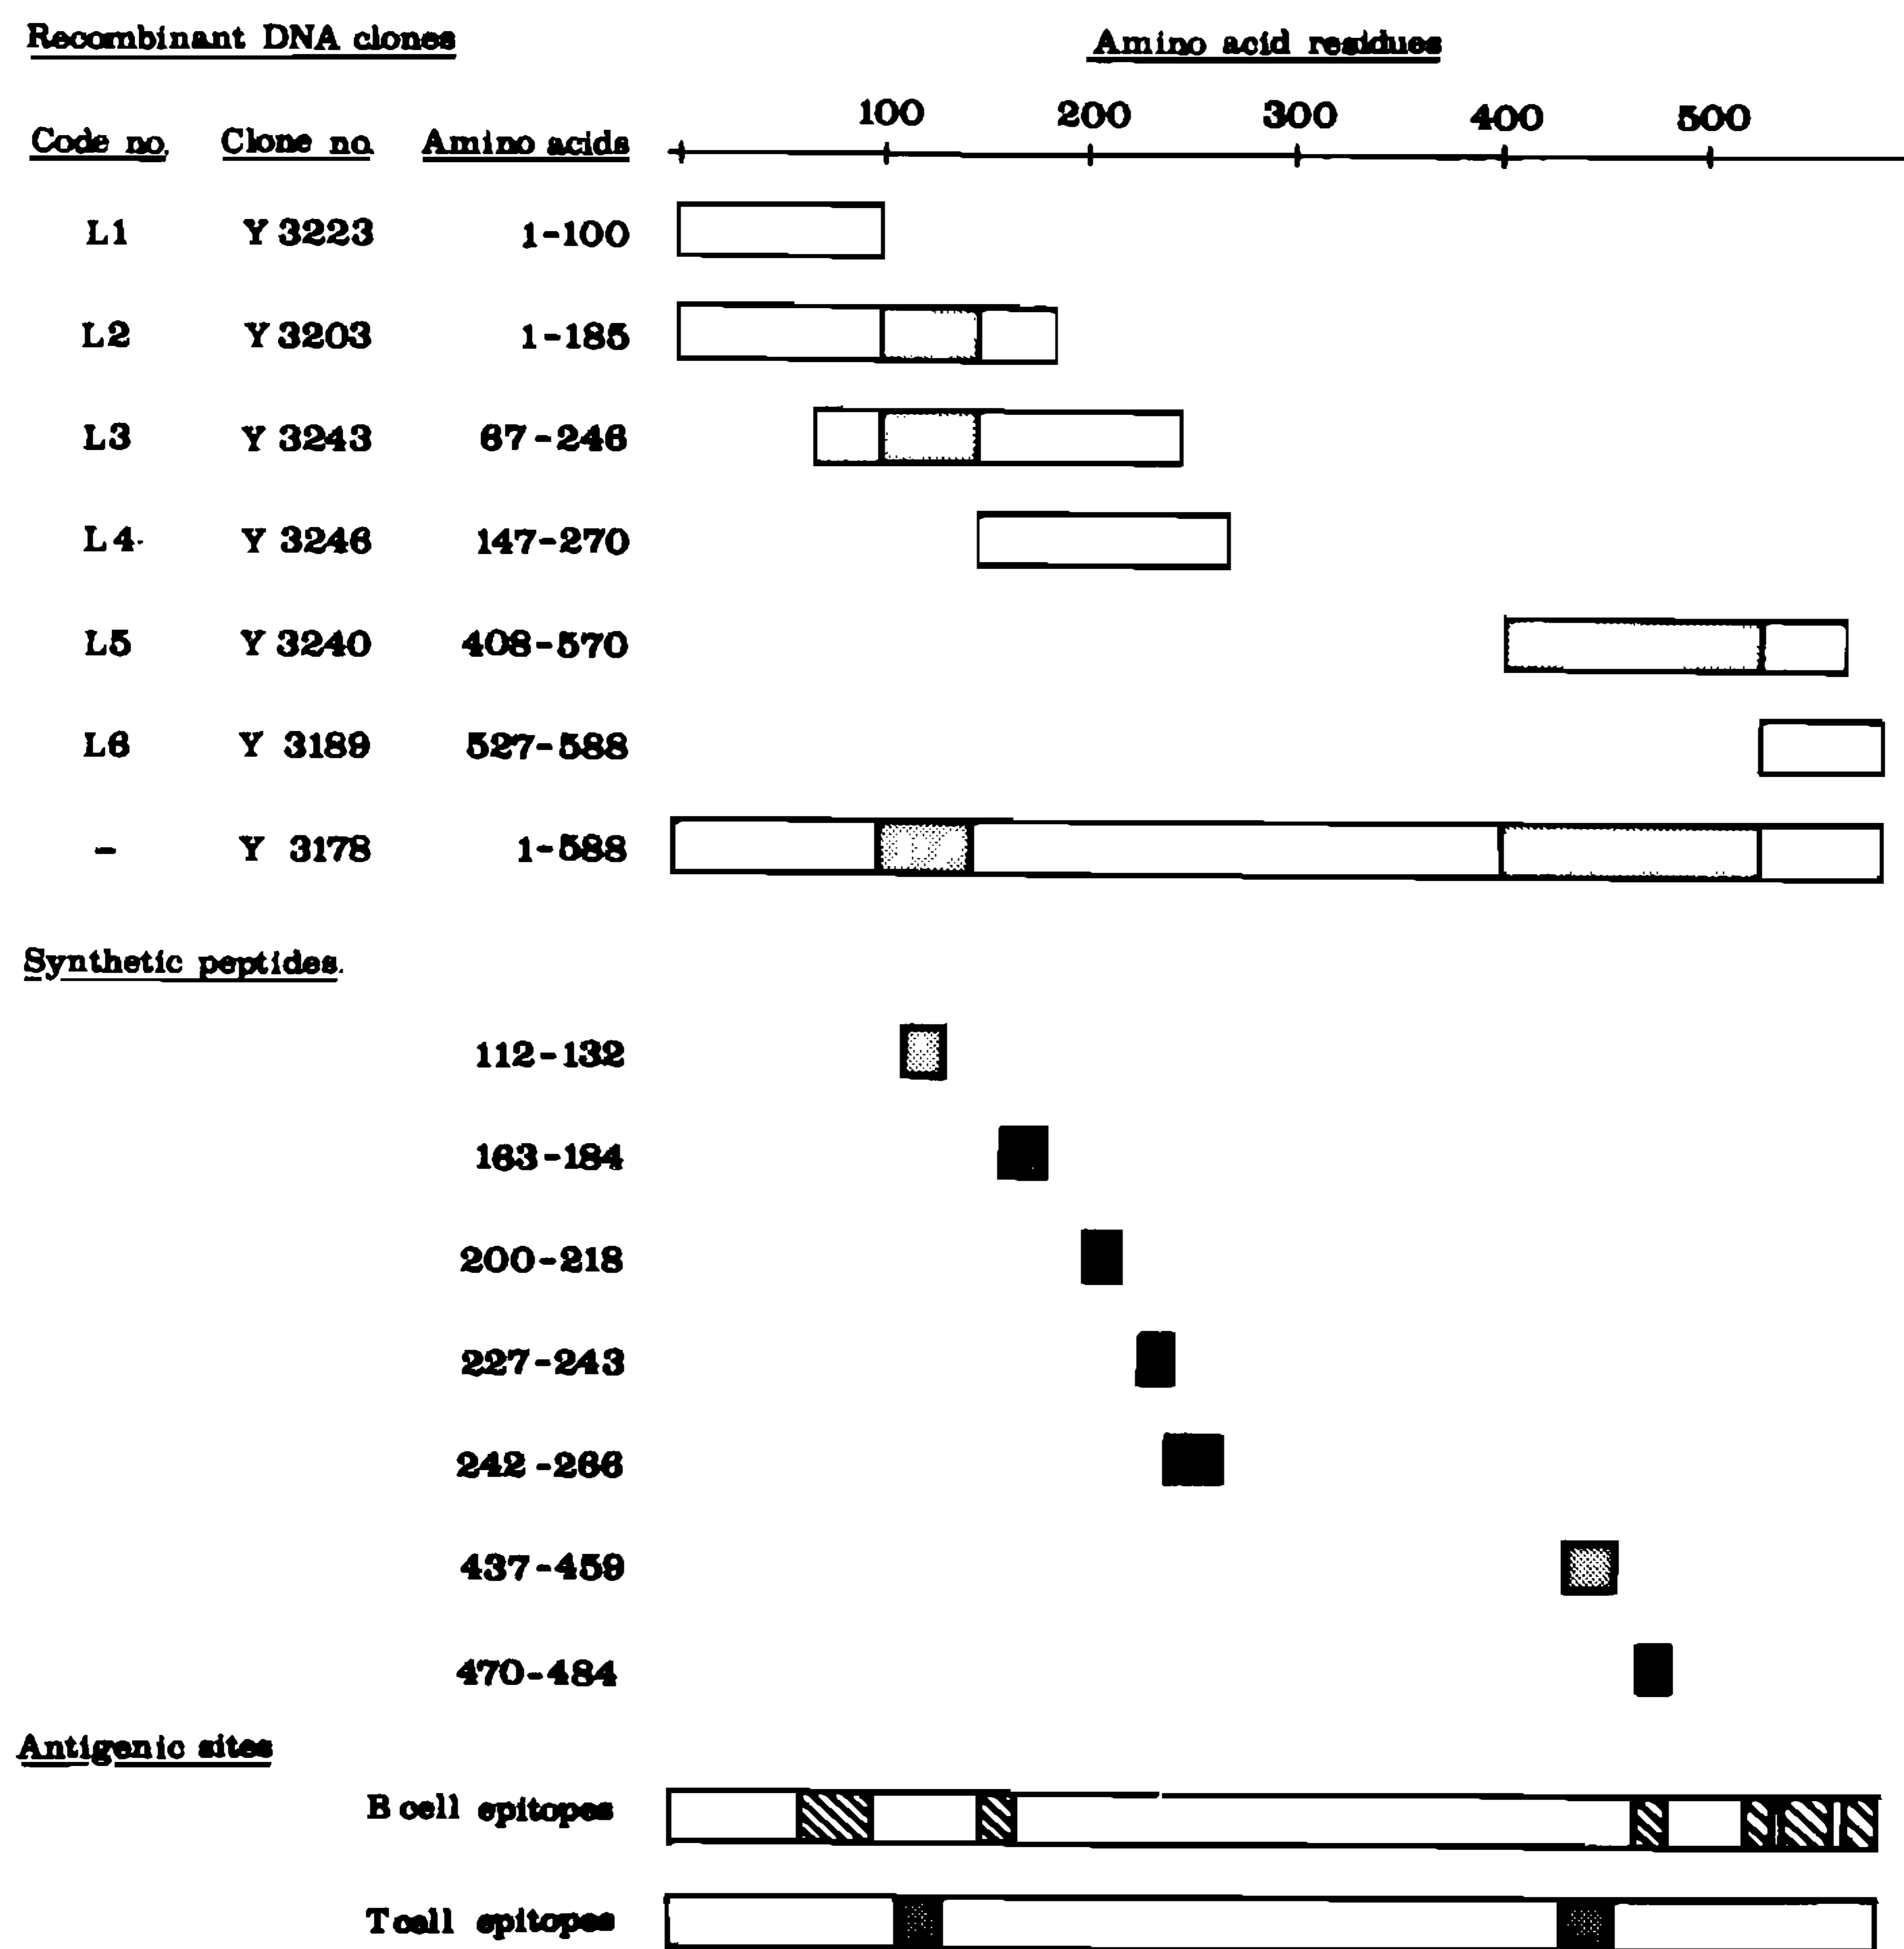 Recombinant DNA clones
Amino acid residues
Code no. Clone no. Amino acids
100 200 300 400 500
L1 Y 3223 1-100
L2 Y 3203 1-185
L3 Y 3243 67-246
L4 Y 3246 147-270
L5 Y 3240 408-570
L6 Y 3189 527-588
- Y 3178 1-588
Synthetic peptides.
112-132
163-184
200-218
227-243
242-266
437-459
470-484
Antigenic sites
B cell epitopes
T cell epitopes